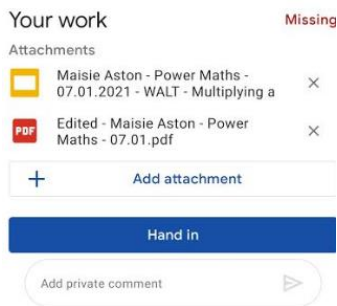 Your work Missing
Attachments
Maisie Aston - Power Maths -
07.01.2021 - WALT - Multiplying a
PDF Edited - Maisie Aston - Power
Maths - 07.01.pdf
+ Add attachment
Hand in
Add private comment